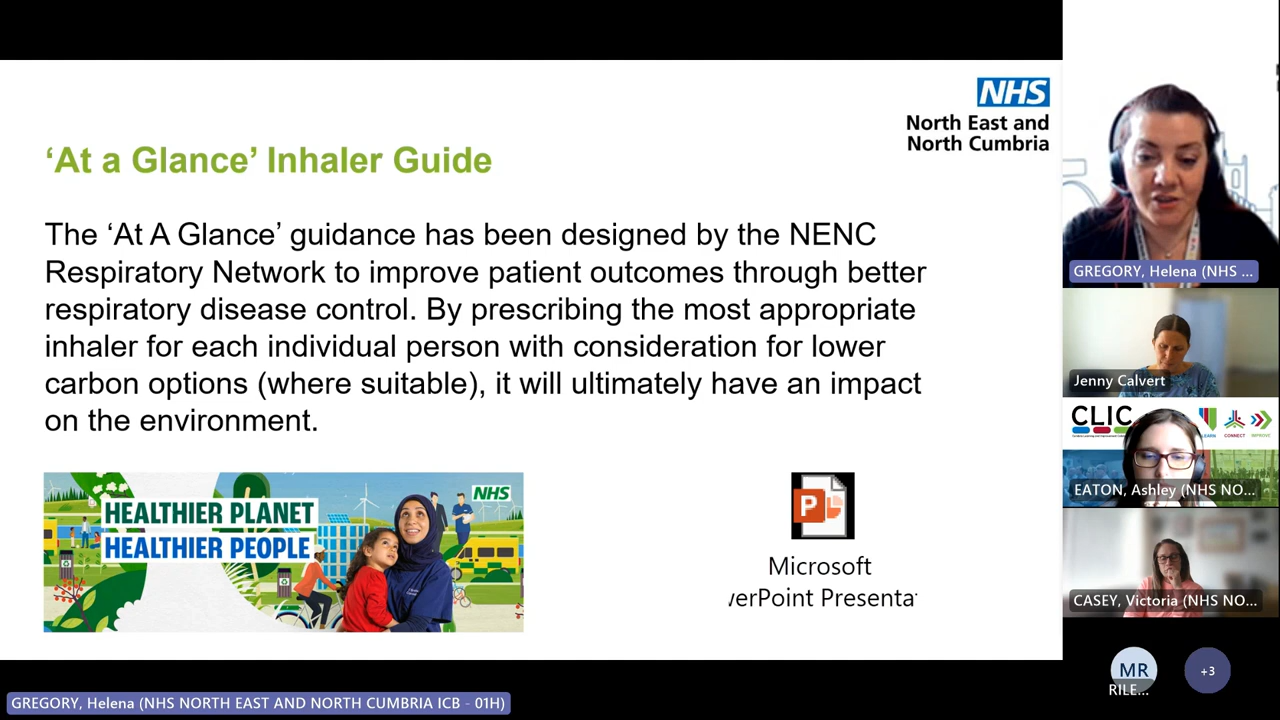 NHS
North East and
North Cumbria
‘At a Glance’ Inhaler Guide
The ‘At A Glance’ guidance has been designed by the NENC
Respiratory Network to improve patient outcomes through better
respiratory disease control. By prescribing the most appropriate
inhaler for each individual person with consideration for lower
carbon options (where suitable), it will ultimately have an impact
on the environment.
HEALTHIER PLANET
HEALTHIER PEOPLE
NHS
P
Microsoft
verPoint Presenta
GREGORY, Helena (NHS ...
Jenny Calvert
CLIC
CONNECT
EATON, Ashley (NHS NO...
CASEY, Victoria (NHS NO...
MR
RILE...
+3
GREGORY, Helena (NHS NORTH EAST AND NORTH CUMBRIA ICB - 01H)